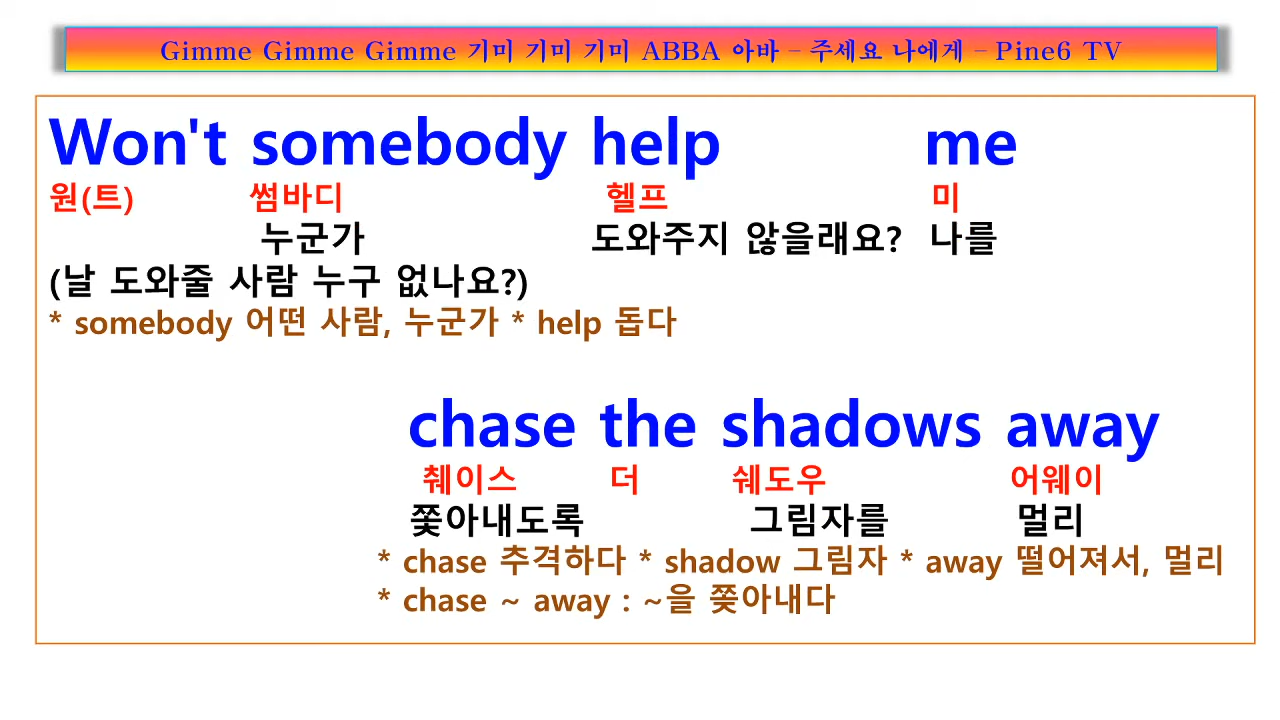 Gimme Gimme Gimme 기미 기미 기미 ABBA 아바 - 주세요 나에게 - Pine6 TV
Won't somebody help me
원(트) 썸바디 헬프 미
누군가 도와주지 않을래요? 나를
(날 도와줄 사람 누구 없나요?)
* somebody 어떤 사람, 누군가 * help 돕다
chase the shadows away
췌이스 더 쉐도우 어웨이
쫓아내도록 그림자를 멀리
* chase 추격하다 * shadow 그림자 * away 떨어져서, 멀리
* chase ~ away : ~을 쫒아내다